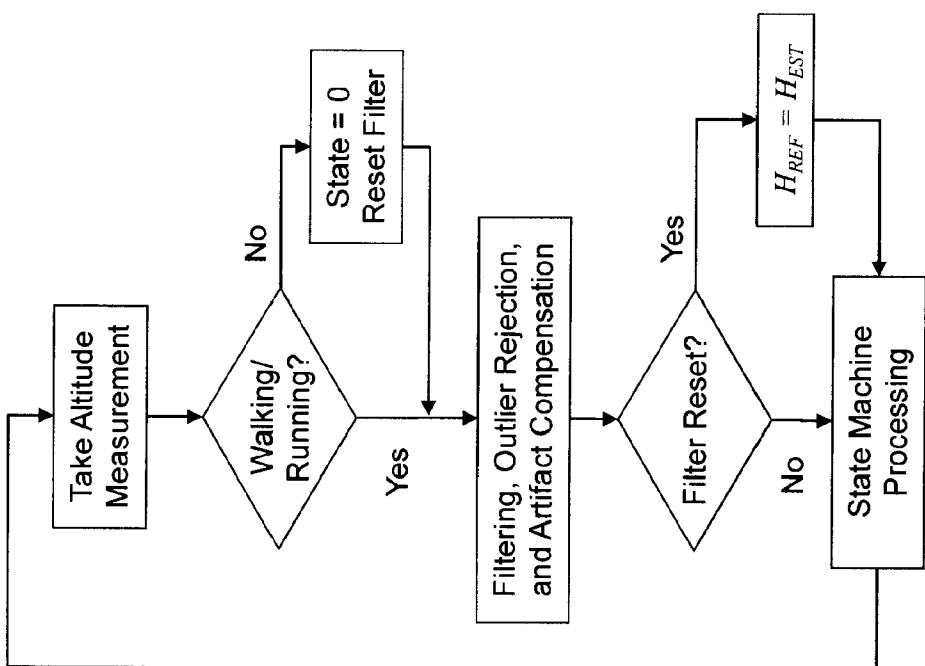 Take Altitude
Measurement
Walking/
Running?
No
State = 0
Reset Filter
Yes
Filtering, Outlier Rejection,
and Artifact Compensation
Filter Reset?
Yes
H_REF = H_EST
No
State Machine
Processing